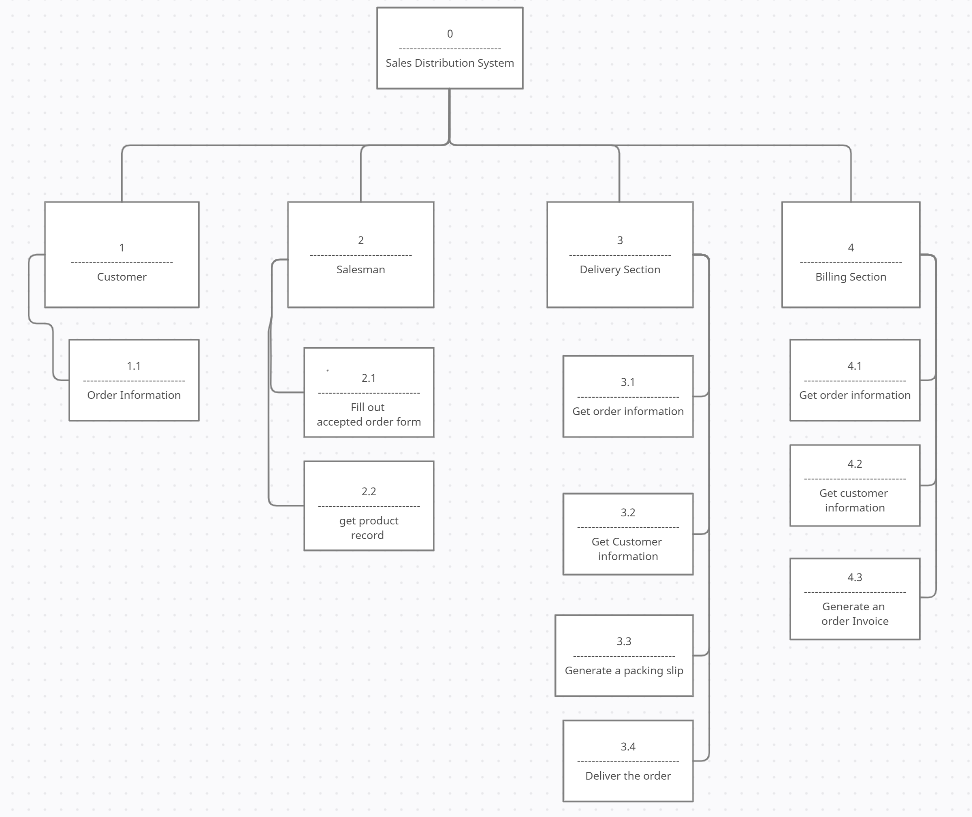 0
Sales Distribution System
1
Customer
2
Salesman
3
Delivery Section
4
Billing Section
1.1
Order Information
2.1
Fill out
accepted order form
2.2
get product
record
3.1
Get order information
3.2
Get Customer
information
3.3
Generate a packing slip
3.4
Deliver the order
4.1
Get order information
4.2
Get customer
information
4.3
Generate an
order Invoice